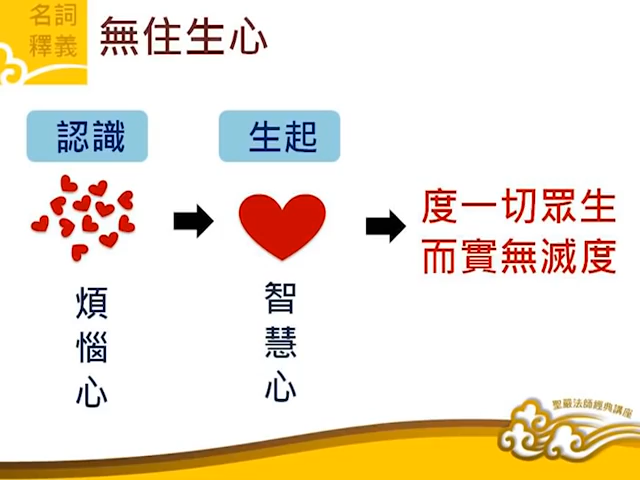 名詞
釋義
無住生心
認識
生起
度一切眾生
而實無滅度
煩惱心
智慧心
聖嚴法師經典講座